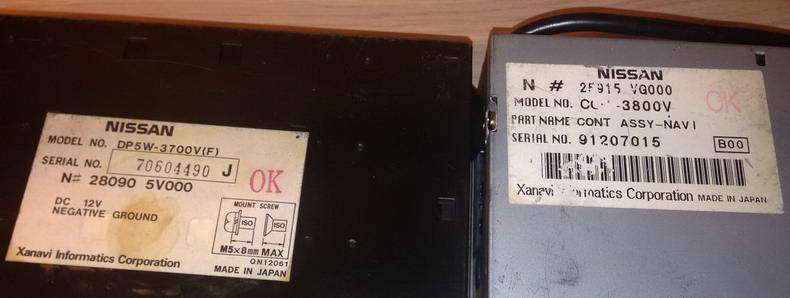 NISSAN
MODEL NO. DP5W-3700V(F)
SERIAL NO. 70604490 J
N# 28090 5V000
OK
DC 12V
NEGATIVE GROUND
MOUNT SCREW
ISO ISO
M5×8mm MAX
QN12061
Xanavi Informatics Corporation
MADE IN JAPAN
NISSAN
N # 25915 VG000
MODEL NO. -3800V
OK
PART NAME CONT ASSY-NAVI
SERIAL NO. 91207015
B00
Xanavi Informatics Corporation MADE IN JAPAN